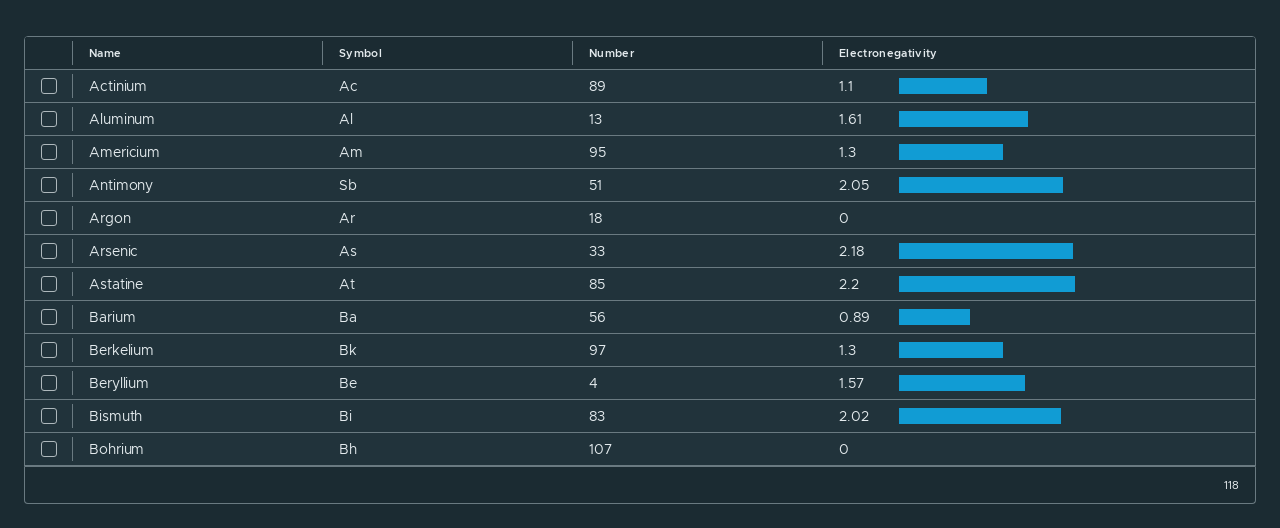 Name Symbol Number Electronegativity
Actinium Ac 89 1.1
Aluminum Al 13 1.61
Americium Am 95 1.3
Antimony Sb 51 2.05
Argon Ar 18 0
Arsenic As 33 2.18
Astatine At 85 2.2
Barium Ba 56 0.89
Berkelium Bk 97 1.3
Beryllium Be 4 1.57
Bismuth Bi 83 2.02
Bohrium Bh 107 0
118